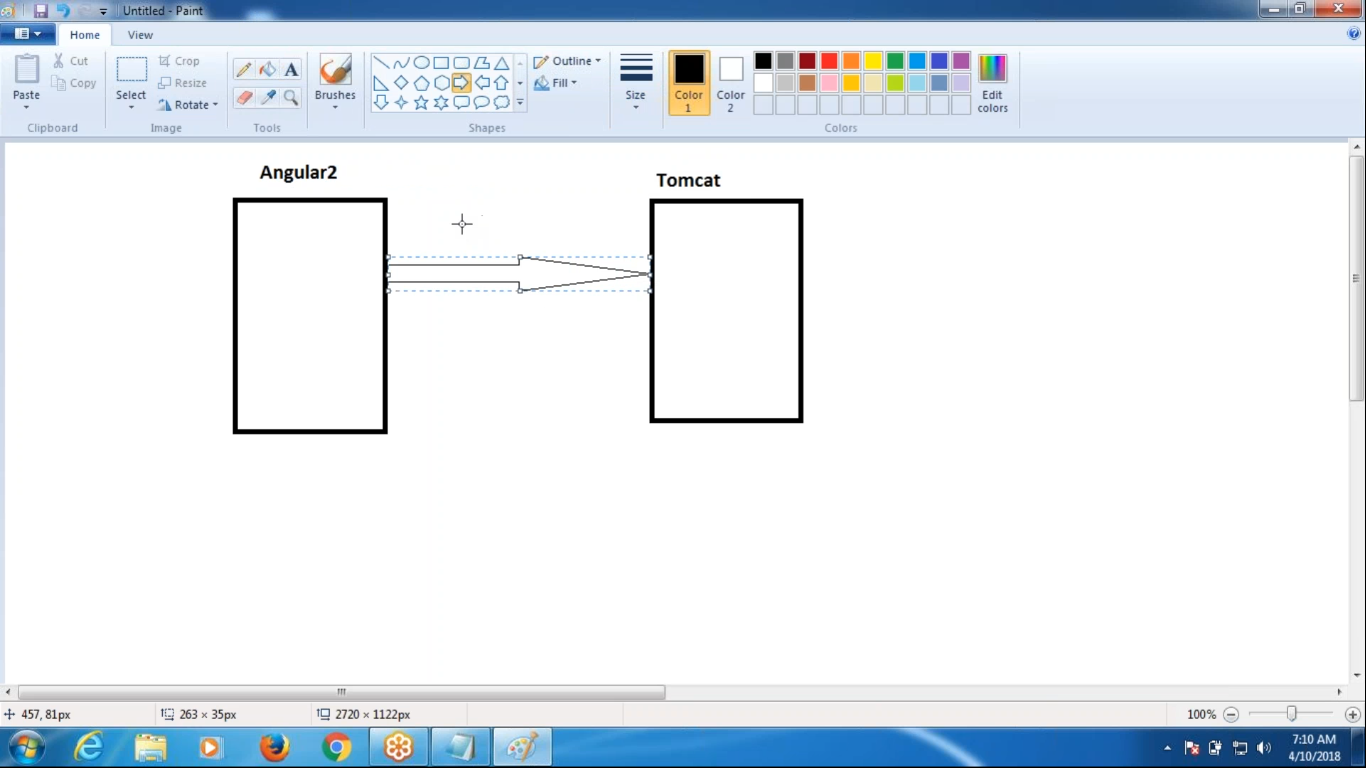 Untitled - Paint
Home View
Paste
Cut
Copy
Clipboard
Select
Crop
Resize
Rotate
Image
Tools
Brushes
Outline
Fill
Shapes
Size
Color 1
Color 2
Edit colors
Colors
Angular2
Tomcat
457, 81px
263 × 35px
2720 × 1122px
100%
7:10 AM
4/10/2018